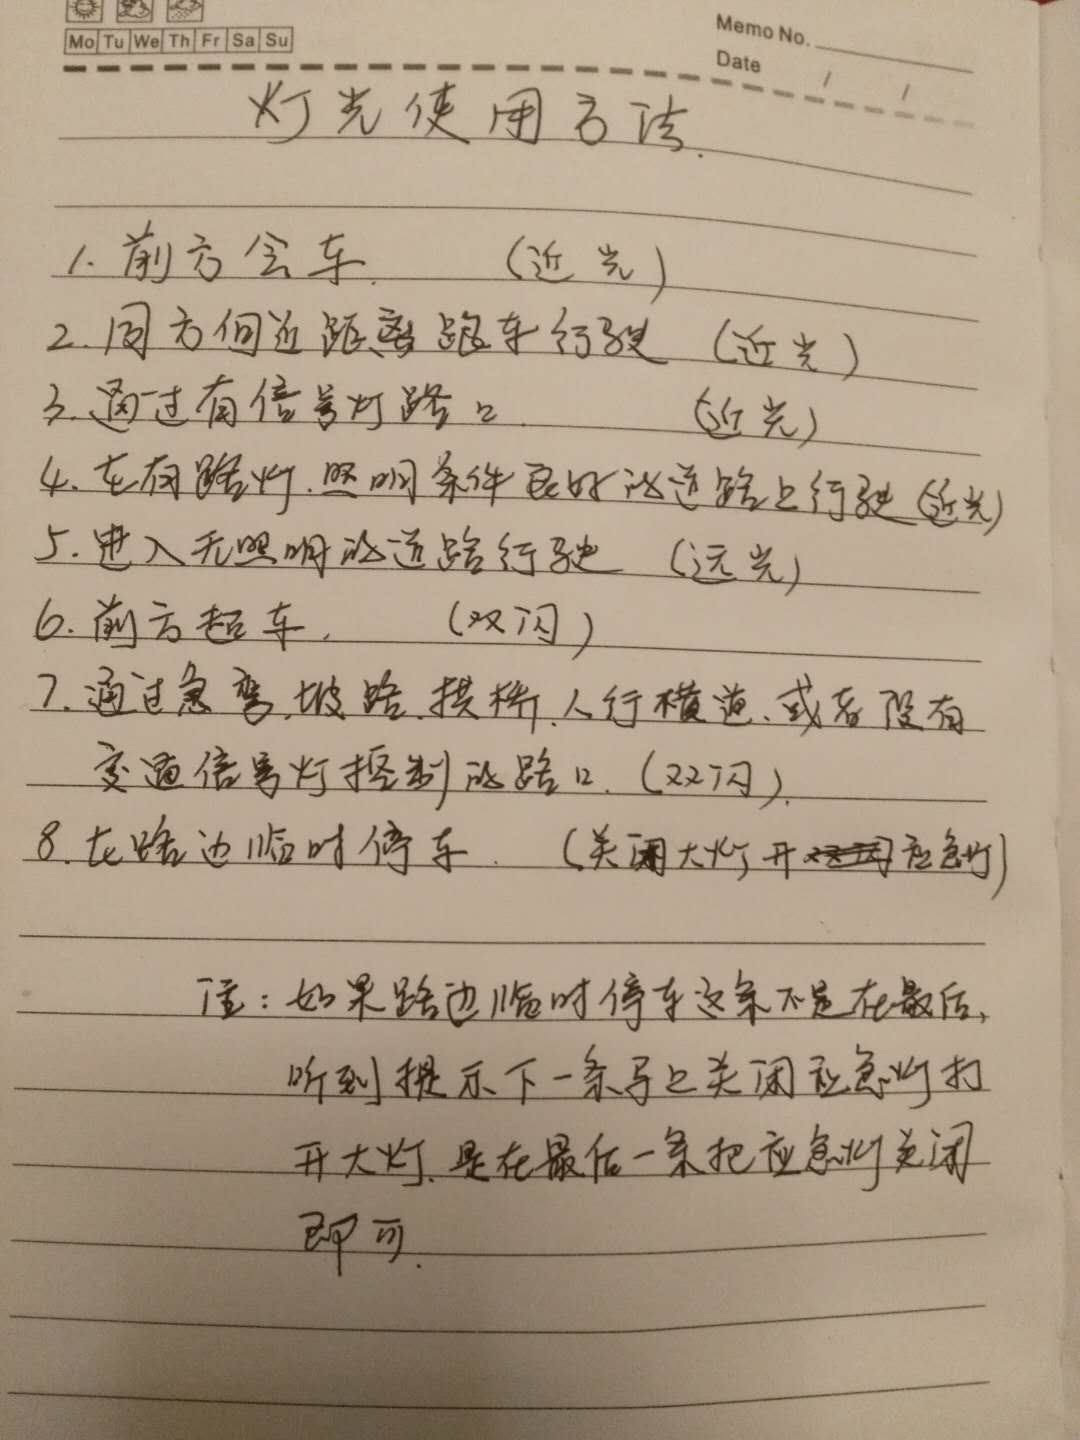 Mo Tu We Th Fr Sa Su
Memo No.
Date / /
灯光使用方法.
1. 前方会车. (近光)
2. 同方向近距离跟车行驶 (近光)
3. 通过有信号灯路口. (近光)
4. 在有路灯.照明条件良好的道路上行驶 (近光)
5. 进入无照明的道路行驶 (远光)
6. 前方超车. (双闪)
7. 通过急弯.坡路.拱桥.人行横道.或者没有
交通信号灯控制的路口. (双闪).
8. 在路边临时停车. (关闭大灯开应急灯)
注:如果路边临时停车这条不是在最后,
听到提示下一条马上关闭应急灯打
开大灯.是在最后一条把应急灯关闭
即可.